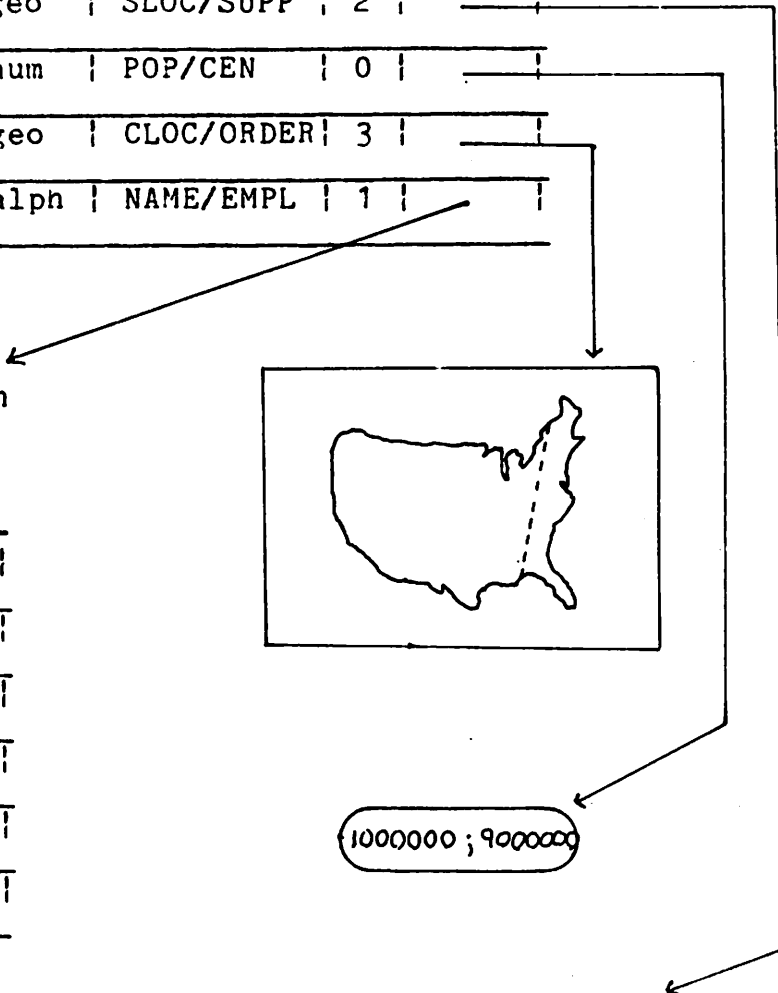 geo | SLOC/SUPP | 2 |
num | POP/CEN | 0 |
geo | CLOC/ORDER | 3 |
alph | NAME/EMPL | 1 |
n
1000000 ; 9000000